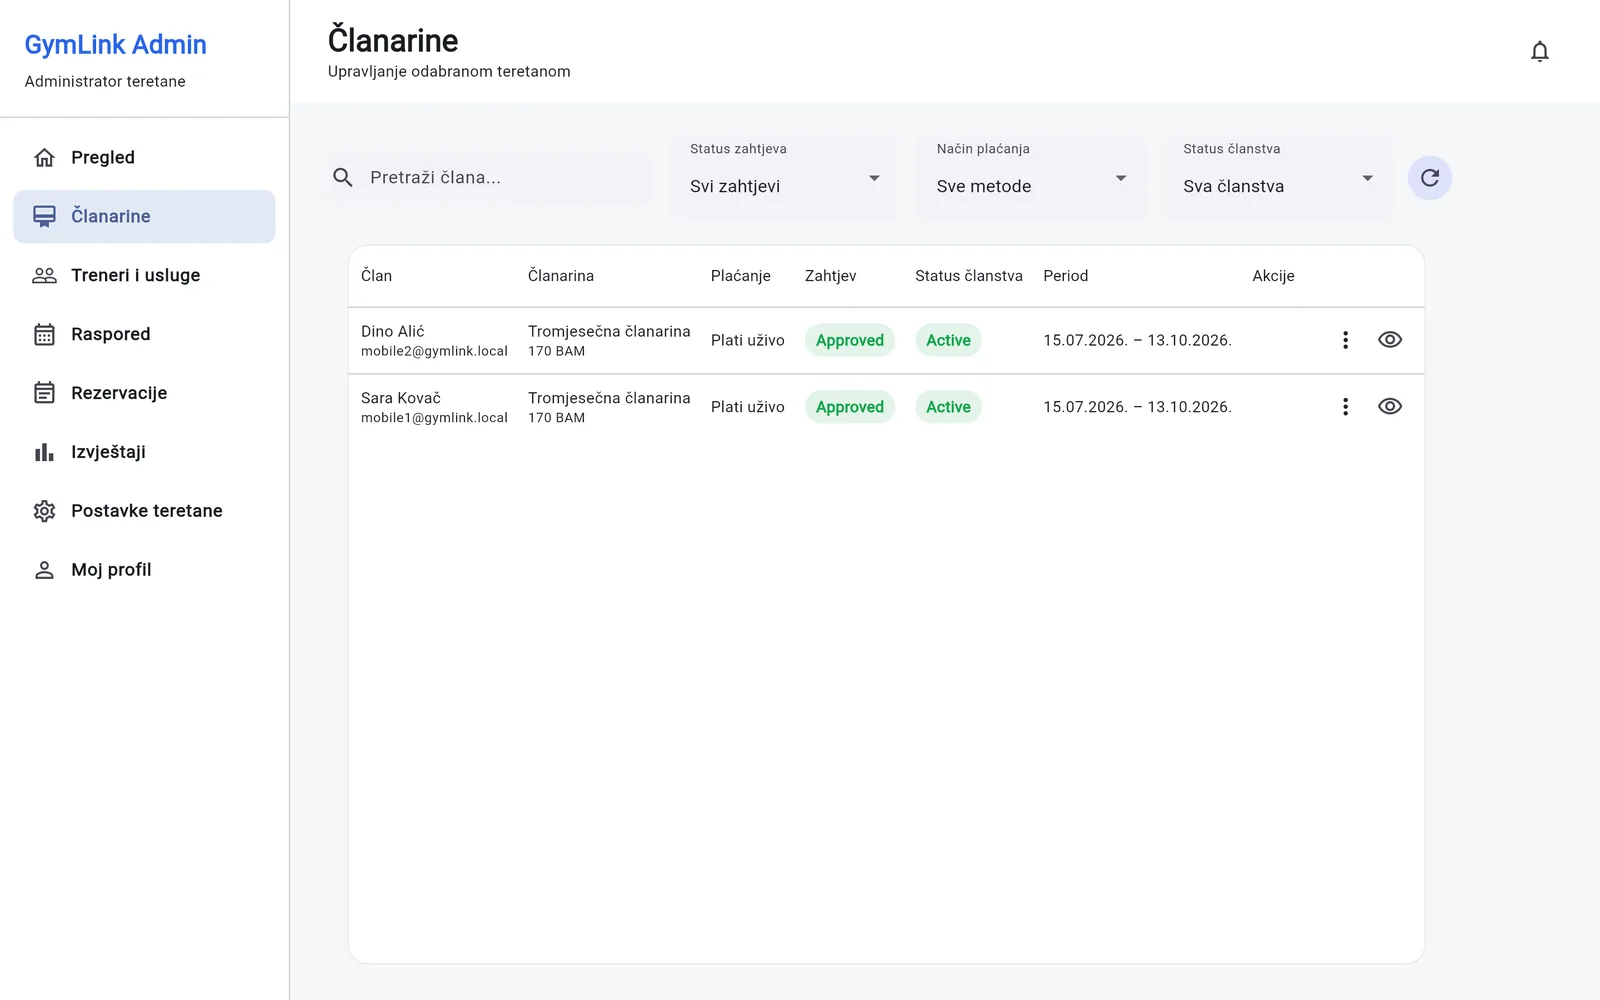 GymLink Admin
Administrator teretane
Pregled
Članarine
Treneri i usluge
Raspored
Rezervacije
Izvještaji
Postavke teretane
Moj profil
Članarine
Upravljanje odabranom teretanom
Pretraži člana...
Status zahtjeva
Svi zahtjevi
Način plaćanja
Sve metode
Status članstva
Sva članstva
Član Članarina Plaćanje Zahtjev Status članstva Period Akcije
Dino Alić Tromjesečna članarina
mobile2@gymlink.local 170 BAM
Plati uživo Approved Active 15.07.2026. – 13.10.2026.
Sara Kovač Tromjesečna članarina
mobile1@gymlink.local 170 BAM
Plati uživo Approved Active 15.07.2026. – 13.10.2026.